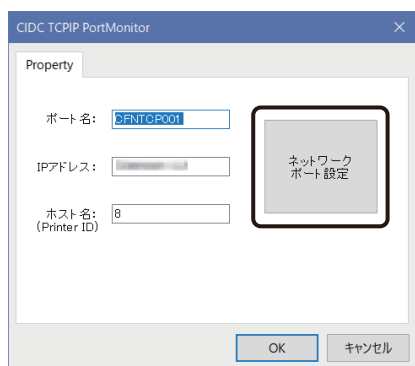 CIDC TCPIP PortMonitor
Property
ポート名:
CFNTCP001
ネットワーク
ポート設定
IPアドレス:
ホスト名:
(Printer ID)
8
OK
キャンセル